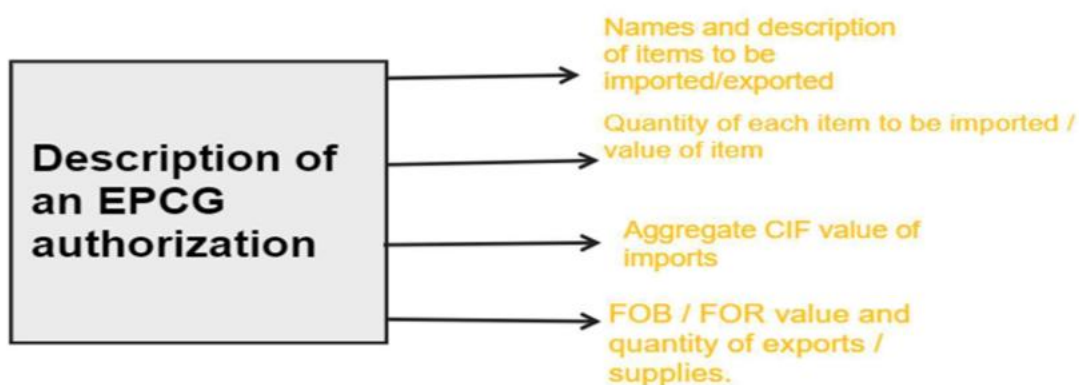 Description of
an EPCG
authorization
Names and description
of items to be
imported/exported
Quantity of each item to be imported /
value of item
Aggregate CIF value of
imports
FOB / FOR value and
quantity of exports /
supplies.